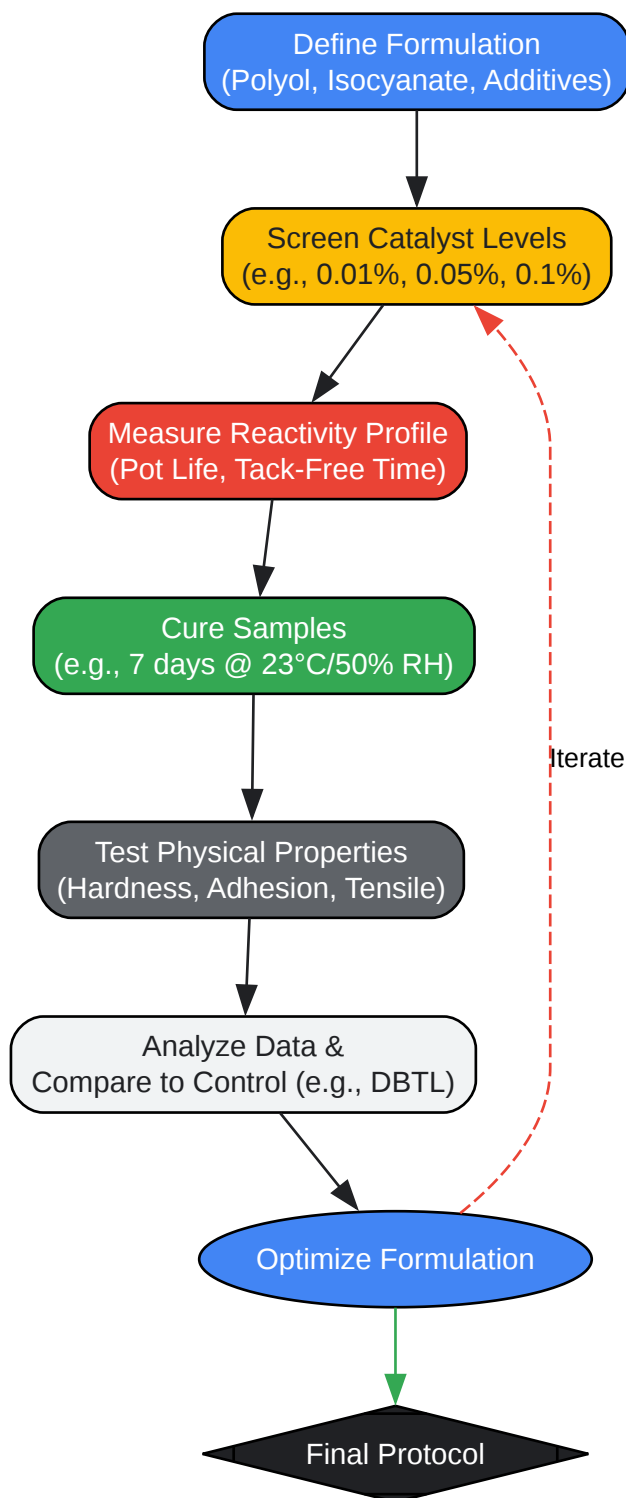 Define Formulation
(Polyol, Isocyanate, Additives)
Screen Catalyst Levels
(e.g., 0.01%, 0.05%, 0.1%)
Measure Reactivity Profile
(Pot Life, Tack-Free Time)
Cure Samples
(e.g., 7 days @ 23°C/50% RH)
Iterate
Test Physical Properties
(Hardness, Adhesion, Tensile)
Analyze Data &
Compare to Control (e.g., DBTL)
Optimize Formulation
Final Protocol